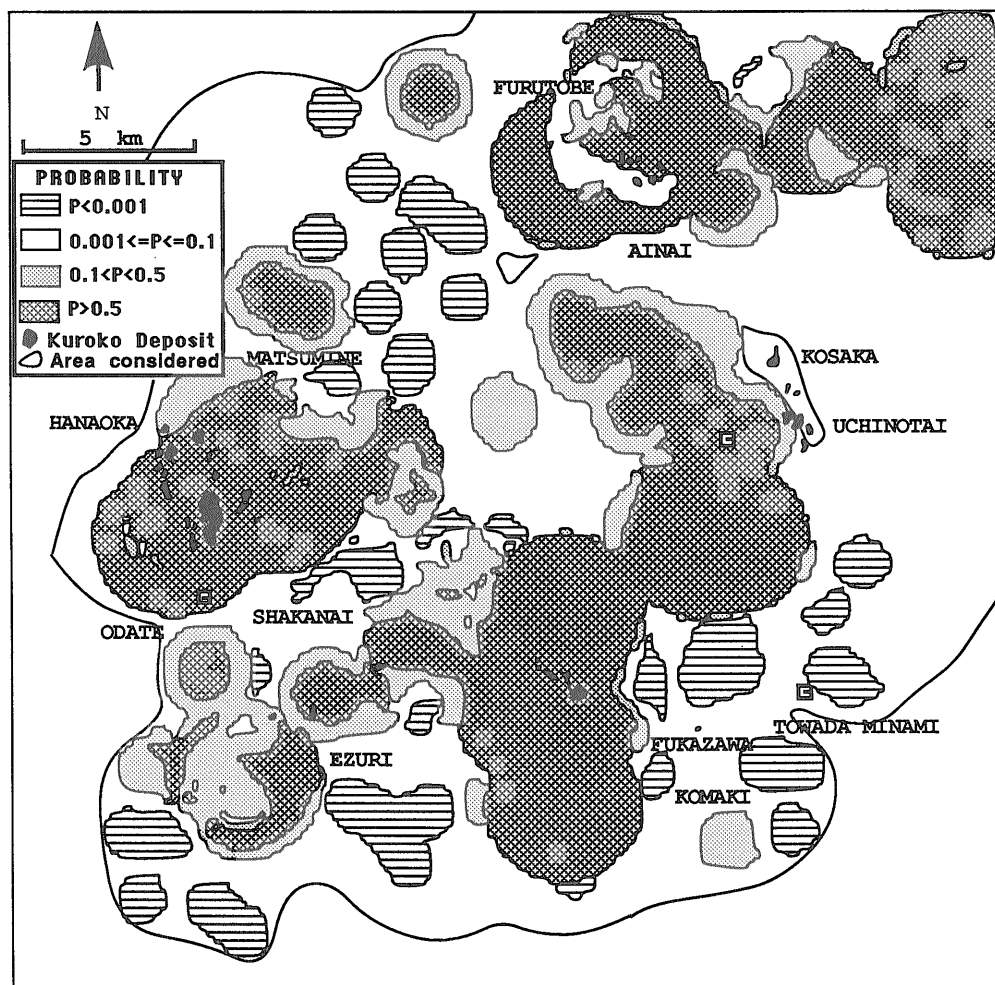 FURUTOBE
N
5 km
PROBABILITY
P<0.001
0.001<=P<=0.1
0.1<P<0.5
P>0.5
Kuroko Deposit
Area considered
AINAI
MATSUMINE
KOSAKA
HANAOKA
UCHINOTAI
SHAKANAI
ODATE
TOWADA MINAMI
FUKAZAWA
EZURI
KOMAKI